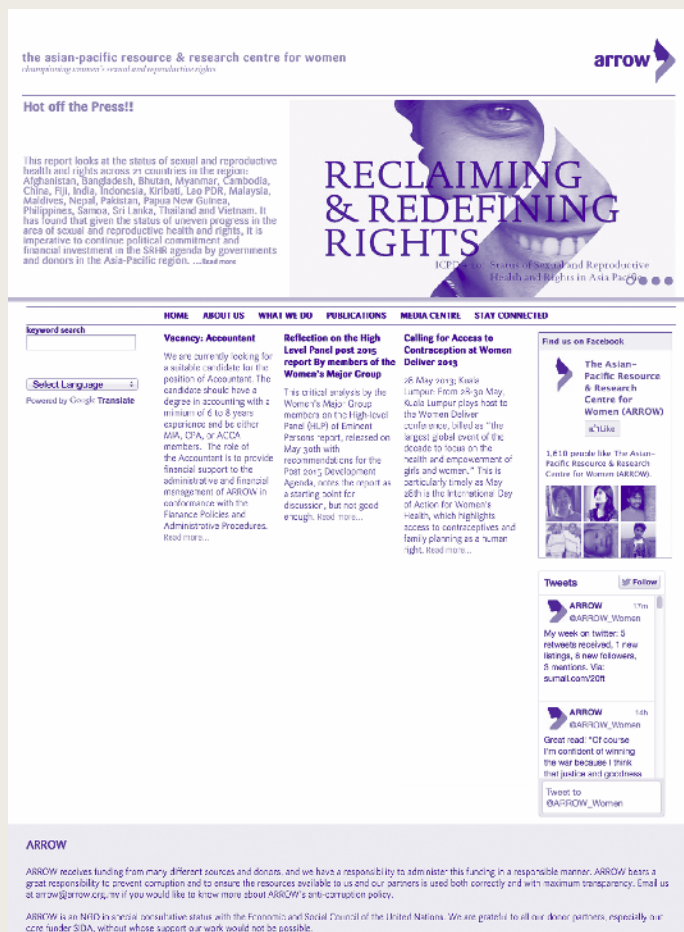 the asian-pacific resource & research centre for women
championing women's sexual and reproductive rights
arrow
Hot off the Press!!
This report looks at the status of sexual and reproductive
health and rights across 21 countries in the region:
Afghanistan, Bangladesh, Bhutan, Myanmar, Cambodia,
China, Fiji, India, Indonesia, Kiribati, Lao PDR, Malaysia,
Maldives, Nepal, Pakistan, Papua New Guinea,
Philippines, Samoa, Sri Lanka, Thailand and Vietnam. It
has found that given the status of uneven progress in the
area of sexual and reproductive health and rights, it is
imperative to continue political commitment and
financial investment in the SRHR agenda by governments
and donors in the Asia-Pacific region. ...Read more
RECLAIMING
& REDEFINING
RIGHTS
Status of Sexual and Reproductive
Health and Rights in Asia Pacific
HOME ABOUT US WHAT WE DO PUBLICATIONS MEDIA CENTRE STAY CONNECTED
keyword search
Select Language
Powered by Google Translate
Vacancy: Accountant
We are currently looking for
a suitable candidate for the
position of Accountant. The
candidate should have a
degree in accounting with a
mimium of 6 to 8 years
experience and be either
MIA, CPA, or ACCA
members. The role of
the Accountant is to provide
financial support to the
administrative and financial
management of ARROW in
conformance with the
Finance Policies and
Administrative Procedures.
Read more...
Reflection on the High
Level Panel post 2015
report By members of the
Women's Major Group
This critical analysis by the
Women's Major Group
members on the High-level
Panel (HLP) of Eminent
Persons report, released on
May 30th with
recommendations for the
Post 2015 Development
Agenda, notes the report as
a starting point for
discussion, but not good
enough. Read more...
Calling for Access to
Contraception at Women
Deliver 2013
28 May 2013; Kuala
Lumpur: From 28-30 May,
Kuala Lumpur plays host to
the Women Deliver
conference, billed as "the
largest global event of the
decade to focus on the
health and empowerment of
girls and women." This is
particularly timely as May
28th is the International Day
of Action for Women's
Health, which highlights
access to contraceptives and
family planning as a human
right. Read more...
Find us on Facebook
The Asian-
Pacific Resource
& Research
Centre for
Women (ARROW)
Like
1,810 people like The Asian-
Pacific Resource & Research
Centre for Women (ARROW).
Tweets Follow
ARROW 17m
@ARROW_Women
My week on twitter: 5
retweets received, 1 new
listings, 8 new followers,
3 mentions. Via:
sumall.com/20ft
ARROW 14h
@ARROW_Women
Great read! "Of course
I'm confident of winning
the war because I think
that justice and goodness
Tweet to
@ARROW_Women
ARROW
ARROW receives funding from many different sources and donors, and we have a responsibility to administer this funding in a responsible manner. ARROW bears a
great responsibility to prevent corruption and to ensure the resources available to us and our partners is used both correctly and with maximum transparency. Email us
at arrow@arrow.org.my if you would like to know more about ARROW's anti-corruption policy.
ARROW is an NGO in special consultative status with the Economic and Social Council of the United Nations. We are grateful to all our donor partners, especially our
core funder SIDA, without whose support our work would not be possible.